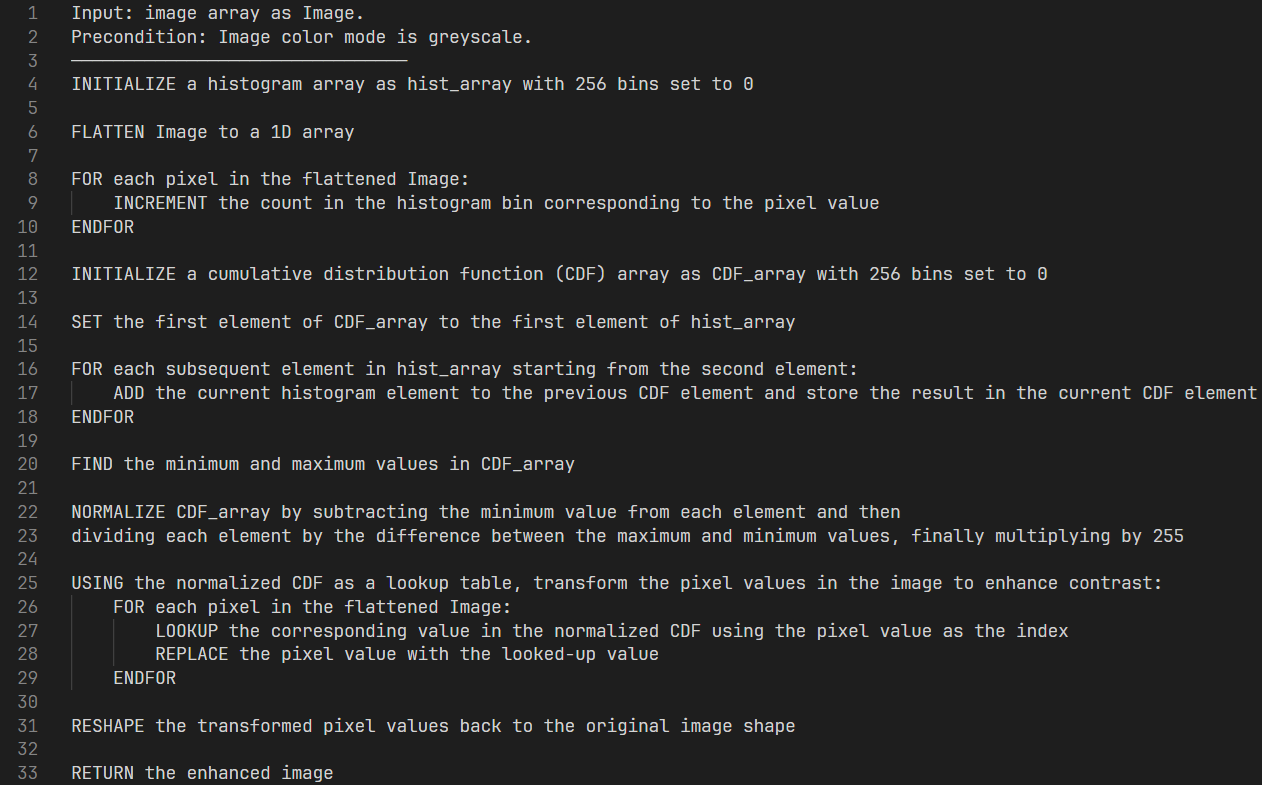 1 Input: image array as Image.
2 Precondition: Image color mode is greyscale.
3 ————————————————————————————————
4 INITIALIZE a histogram array as hist_array with 256 bins set to 0
5
6 FLATTEN Image to a 1D array
7
8 FOR each pixel in the flattened Image:
9     INCREMENT the count in the histogram bin corresponding to the pixel value
10 ENDFOR
11
12 INITIALIZE a cumulative distribution function (CDF) array as CDF_array with 256 bins set to 0
13
14 SET the first element of CDF_array to the first element of hist_array
15
16 FOR each subsequent element in hist_array starting from the second element:
17     ADD the current histogram element to the previous CDF element and store the result in the current CDF element
18 ENDFOR
19
20 FIND the minimum and maximum values in CDF_array
21
22 NORMALIZE CDF_array by subtracting the minimum value from each element and then
23 dividing each element by the difference between the maximum and minimum values, finally multiplying by 255
24
25 USING the normalized CDF as a lookup table, transform the pixel values in the image to enhance contrast:
26     FOR each pixel in the flattened Image:
27         LOOKUP the corresponding value in the normalized CDF using the pixel value as the index
28         REPLACE the pixel value with the looked-up value
29     ENDFOR
30
31 RESHAPE the transformed pixel values back to the original image shape
32
33 RETURN the enhanced image